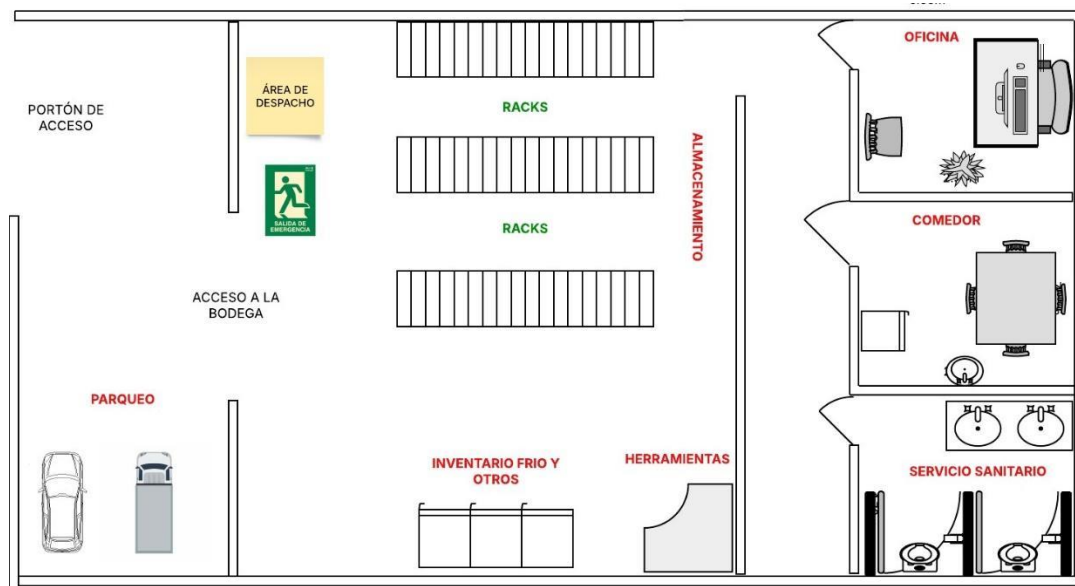 OFICINA
ÁREA DE
DESPACHO
PORTÓN DE
ACCESO
RACKS
ALMACENAMIENTO
SALIDA DE
EMERGENCIA
COMEDOR
RACKS
ACCESO A LA
BODEGA
PARQUEO
INVENTARIO FRIO Y
OTROS
HERRAMIENTAS
SERVICIO SANITARIO